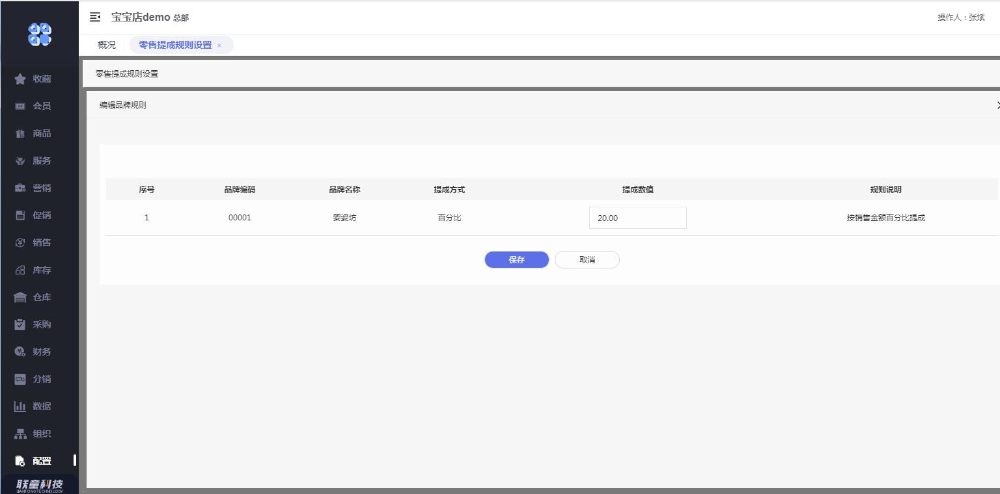 宝宝店demo 总部
操作人：张斌
概况
零售提成规则设置 ×
零售提成规则设置
编辑品牌规则
序号 品牌编码 品牌名称 提成方式 提成数值 规则说明
1 00001 婴姿坊 百分比 20.00 按销售金额百分比提成
保存 取消
收藏
会员
商品
服务
营销
促销
销售
库存
仓库
采购
财务
分销
数据
组织
配置
联童科技
LIANTONGTECHNOLOGY